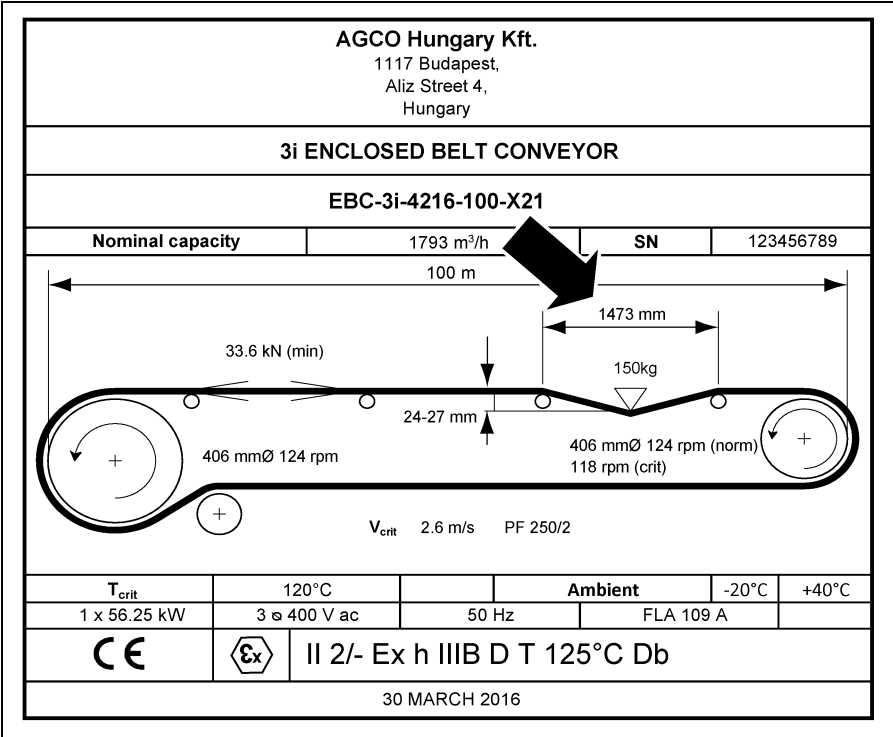 AGCO Hungary Kft.
1117 Budapest,
Aliz Street 4,
Hungary
3i ENCLOSED BELT CONVEYOR
EBC-3i-4216-100-X21
Nominal capacity 1793 m³/h SN 123456789
100 m
1473 mm
33.6 kN (min)
150kg
24-27 mm
406 mmØ 124 rpm
406 mmØ 124 rpm (norm)
118 rpm (crit)
Vcrit 2.6 m/s PF 250/2
Tcrit 120°C Ambient -20°C +40°C
1 x 56.25 kW 3 ⦰ 400 V ac 50 Hz FLA 109 A
CE Ex II 2/- Ex h IIIB D T 125°C Db
30 MARCH 2016